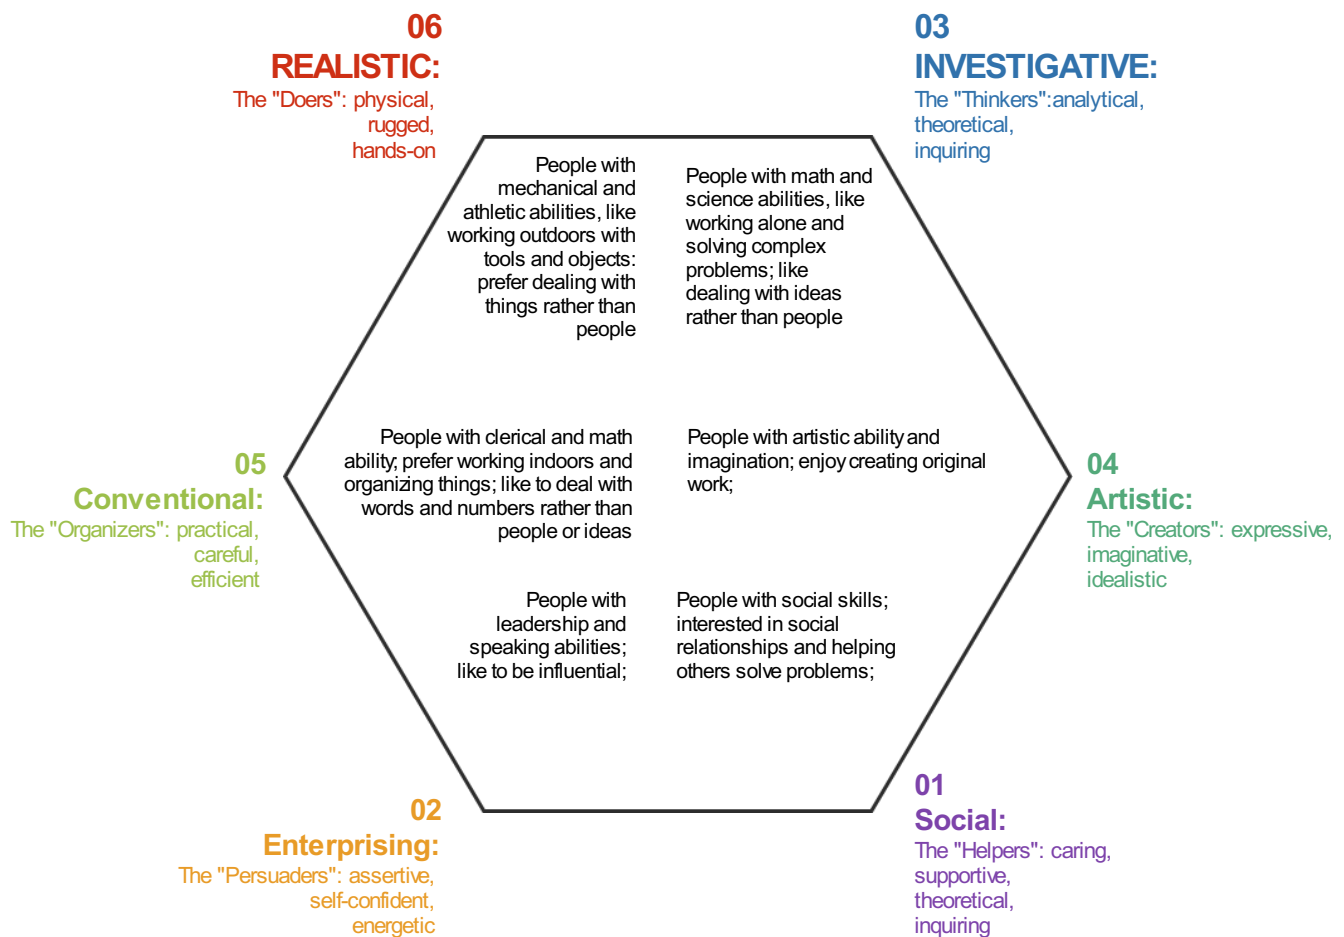 06
REALISTIC:
The "Doers": physical,
rugged,
hands-on
03
INVESTIGATIVE:
The "Thinkers":analytical,
theoretical,
inquiring
People with
mechanical and
athletic abilities, like
working outdoors with
tools and objects:
prefer dealing with
things rather than
people
People with math and
science abilities, like
working alone and
solving complex
problems; like
dealing with ideas
rather than people
05
Conventional:
The "Organizers": practical,
careful,
efficient
People with clerical and math
ability; prefer working indoors and
organizing things; like to deal with
words and numbers rather than
people or ideas
People with artistic ability and
imagination; enjoy creating original
work;
04
Artistic:
The "Creators": expressive,
imaginative,
idealistic
People with
leadership and
speaking abilities;
like to be influential;
People with social skills;
interested in social
relationships and helping
others solve problems;
02
Enterprising:
The "Persuaders": assertive,
self-confident,
energetic
01
Social:
The "Helpers": caring,
supportive,
theoretical,
inquiring